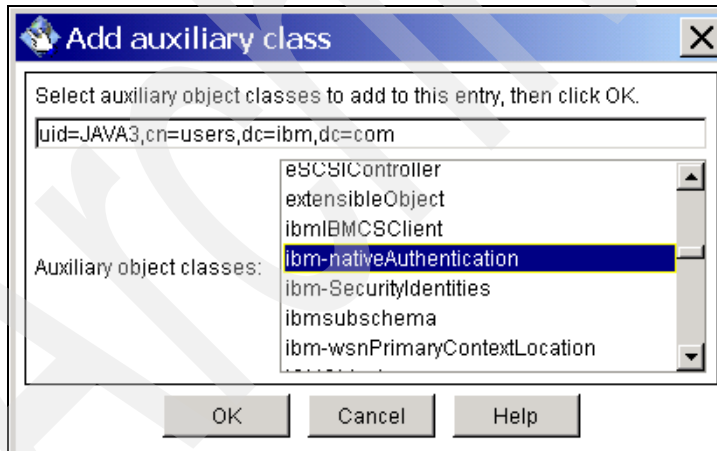 Add auxiliary class
Select auxiliary object classes to add to this entry, then click OK.
uid=JAVA3,cn=users,dc=ibm,dc=com
eSCSIController
extensibleObject
ibmIBMCSClient
Auxiliary object classes:
ibm-nativeAuthentication
ibm-SecurityIdentities
ibmsubschema
ibm-wsnPrimaryContextLocation
OK Cancel Help